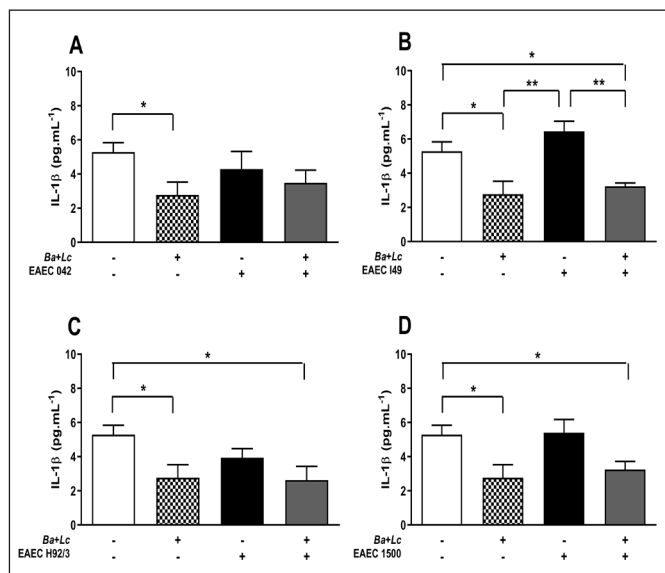 A
10
8
6
4
2
0
IL-1β (pg.mL⁻¹)
*
Ba+Lc - + - +
EAEC 042 - - + +
B
10
8
6
4
2
0
IL-1β (pg.mL⁻¹)
*
* ** **
Ba+Lc - + - +
EAEC I49 - - + +
C
10
8
6
4
2
0
IL-1β (pg.mL⁻¹)
*
*
Ba+Lc - + - +
EAEC H92/3 - - + +
D
10
8
6
4
2
0
IL-1β (pg.mL⁻¹)
*
*
Ba+Lc - + - +
EAEC 1500 - - + +